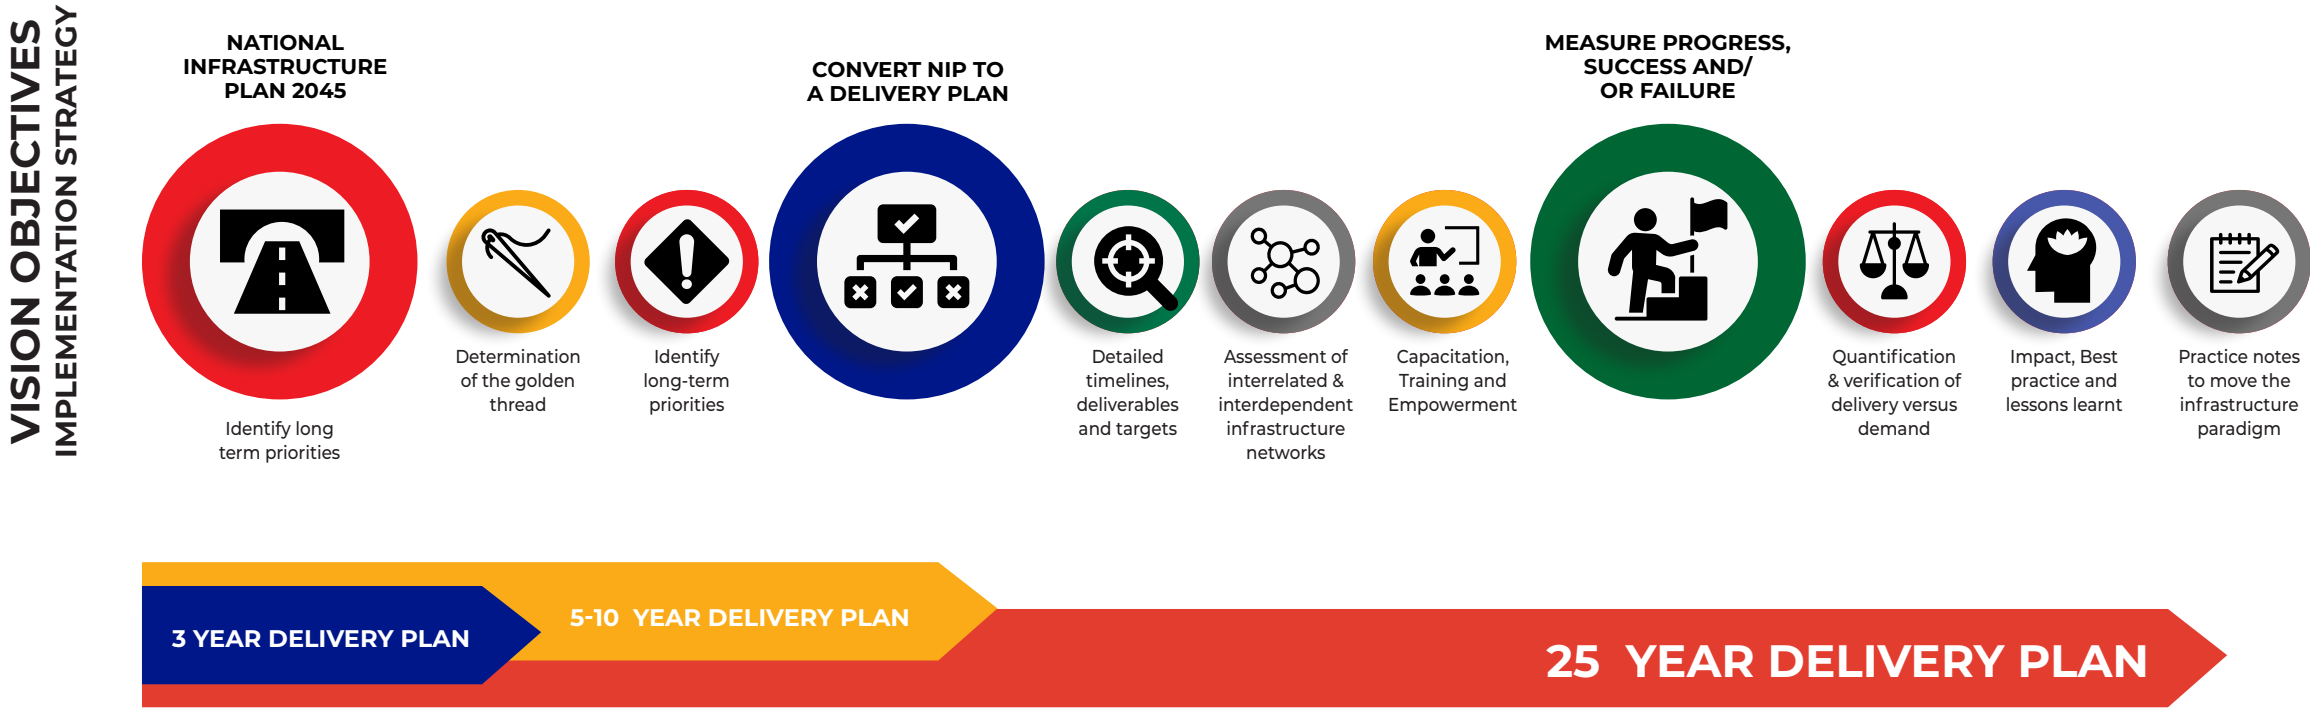 VISION OBJECTIVES
IMPLEMENTATION STRATEGY
NATIONAL
INFRASTRUCTURE
PLAN 2045
Identify long
term priorities
Determination
of the golden
thread
Identify
long-term
priorities
CONVERT NIP TO
A DELIVERY PLAN
Detailed
timelines,
deliverables
and targets
Assessment of
interrelated &
interdependent
infrastructure
networks
Capacitation,
Training and
Empowerment
MEASURE PROGRESS,
SUCCESS AND/
OR FAILURE
Quantification
& verification of
delivery versus
demand
Impact, Best
practice and
lessons learnt
Practice notes
to move the
infrastructure
paradigm
3 YEAR DELIVERY PLAN
5-10 YEAR DELIVERY PLAN
25 YEAR DELIVERY PLAN